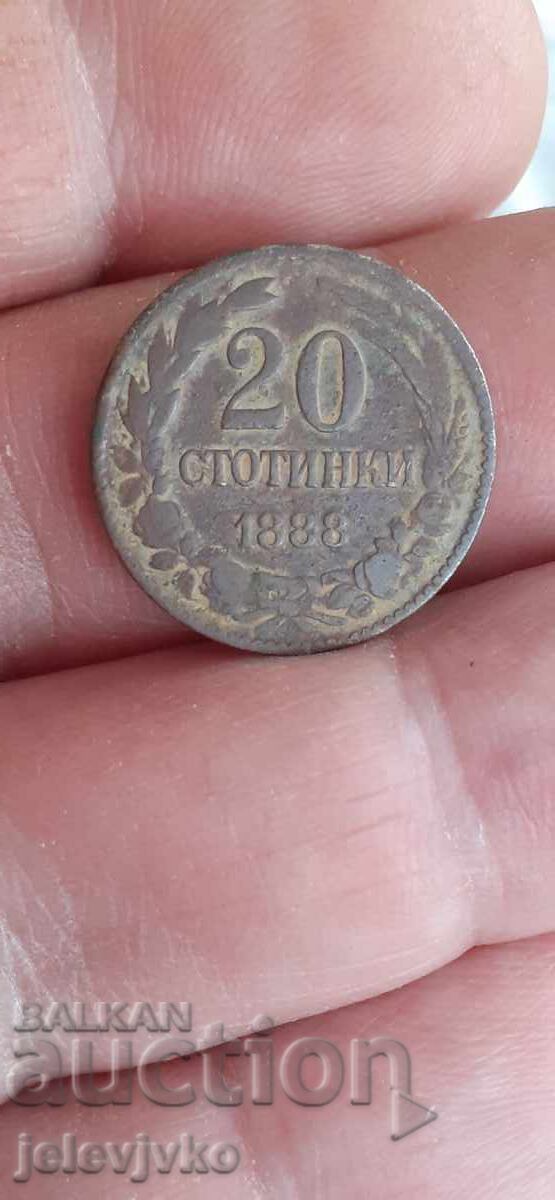 20
СТОТИНКИ
1888
BALKAN
auction
jelevjvko